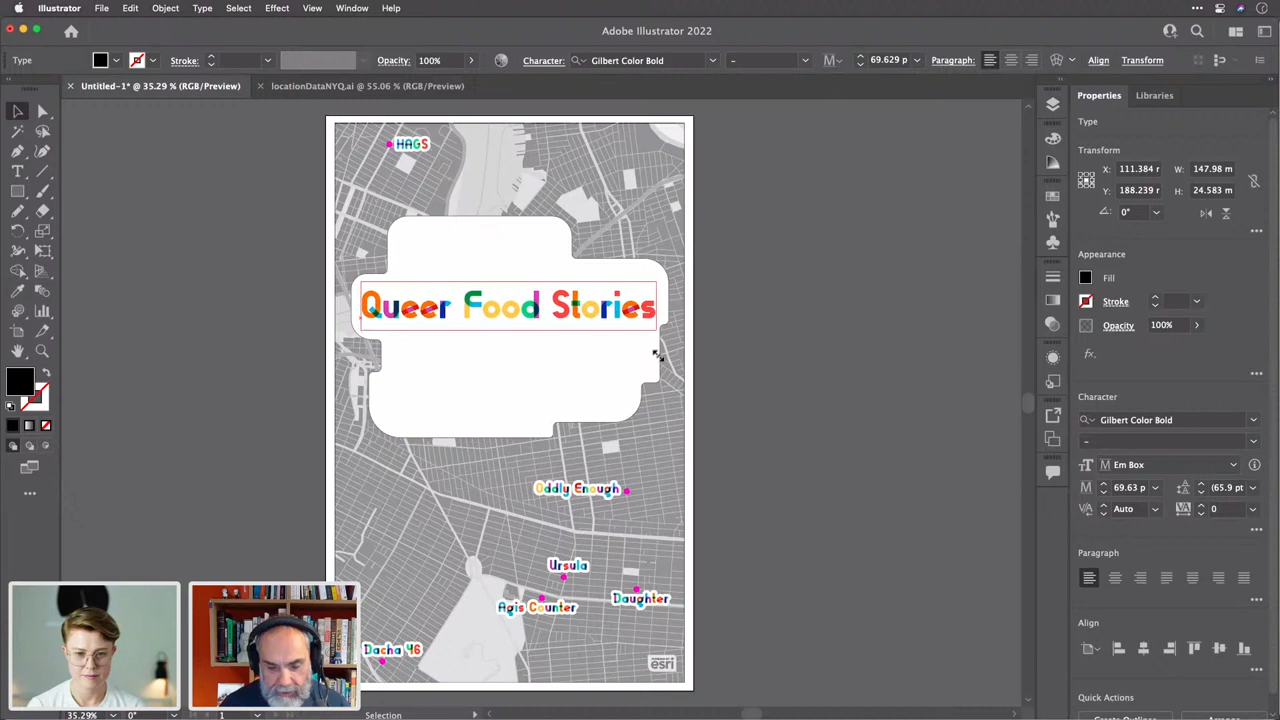 Illustrator File Edit Object Type Select Effect View Window Help
Adobe Illustrator 2022
Type Stroke: Opacity: 100% Character: Gilbert Color Bold – 69.629 p Paragraph: Align Transform
Untitled-1* @ 35.29 % (RGB/Preview) locationDataNYQ.ai @ 55.06 % (RGB/Preview)
Properties Libraries
Type
Transform
X: 111.384 r W: 147.98 m
Y: 188.239 r H: 24.583 m
0°
Appearance
Fill
Stroke
Opacity 100%
fx.
Character
Gilbert Color Bold
–
Em Box
69.63 p (65.9 pt
Auto 0
Paragraph
Align
Quick Actions
HAGS
Queer Food Stories
Oddly Enough
Ursula
Agis Counter
Daughter
Dacha 46
POWERED BY
esri
35.29% 0° 1 Selection